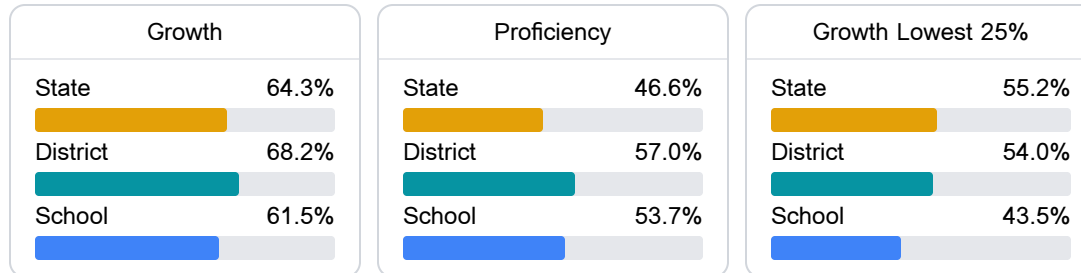 Growth
State 64.3%
District 68.2%
School 61.5%
Proficiency
State 46.6%
District 57.0%
School 53.7%
Growth Lowest 25%
State 55.2%
District 54.0%
School 43.5%